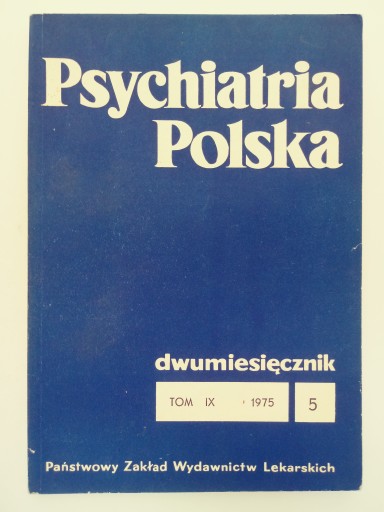 Psychiatria
Polska
dwumiesięcznik
TOM IX 1975 5
Państwowy Zakład Wydawnictw Lekarskich